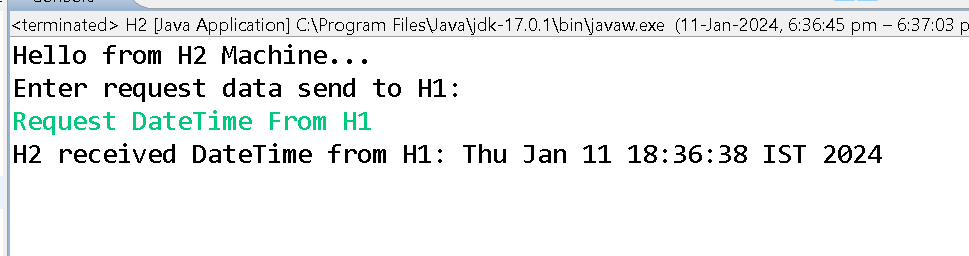 <terminated> H2 [Java Application] C:\Program Files\Java\jdk-17.0.1\bin\javaw.exe (11-Jan-2024, 6:36:45 pm – 6:37:03 p
Hello from H2 Machine...
Enter request data send to H1:
Request DateTime From H1
H2 received DateTime from H1: Thu Jan 11 18:36:38 IST 2024